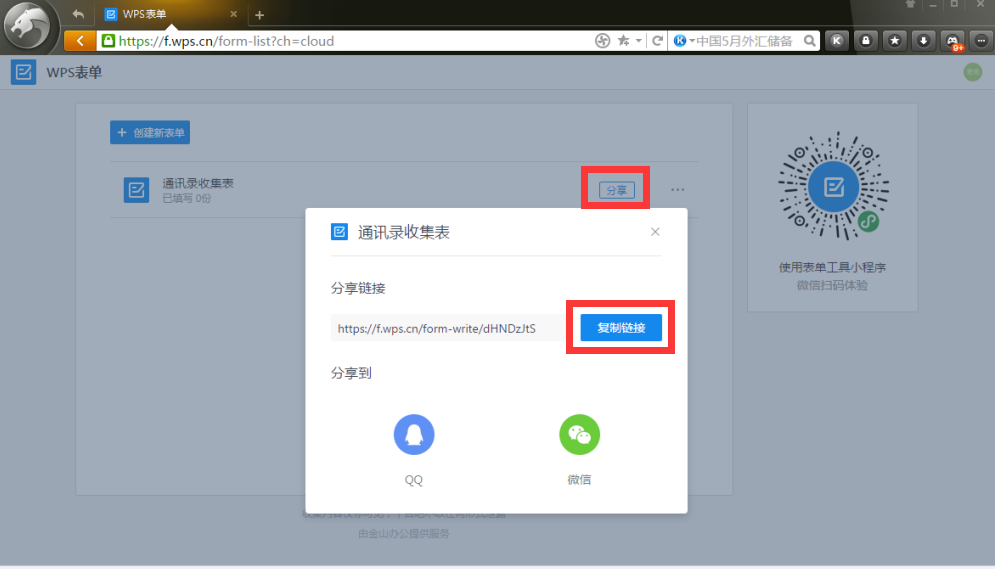 WPS表单
https://f.wps.cn/form-list?ch=cloud
中国5月外汇储备
9+
WPS表单
+ 创建新表单
通讯录收集表
已填写 0份
分享
使用表单工具小程序
微信扫码体验
通讯录收集表
分享链接
https://f.wps.cn/form-write/dHNDzJtS
复制链接
分享到
QQ
微信
由金山办公提供服务